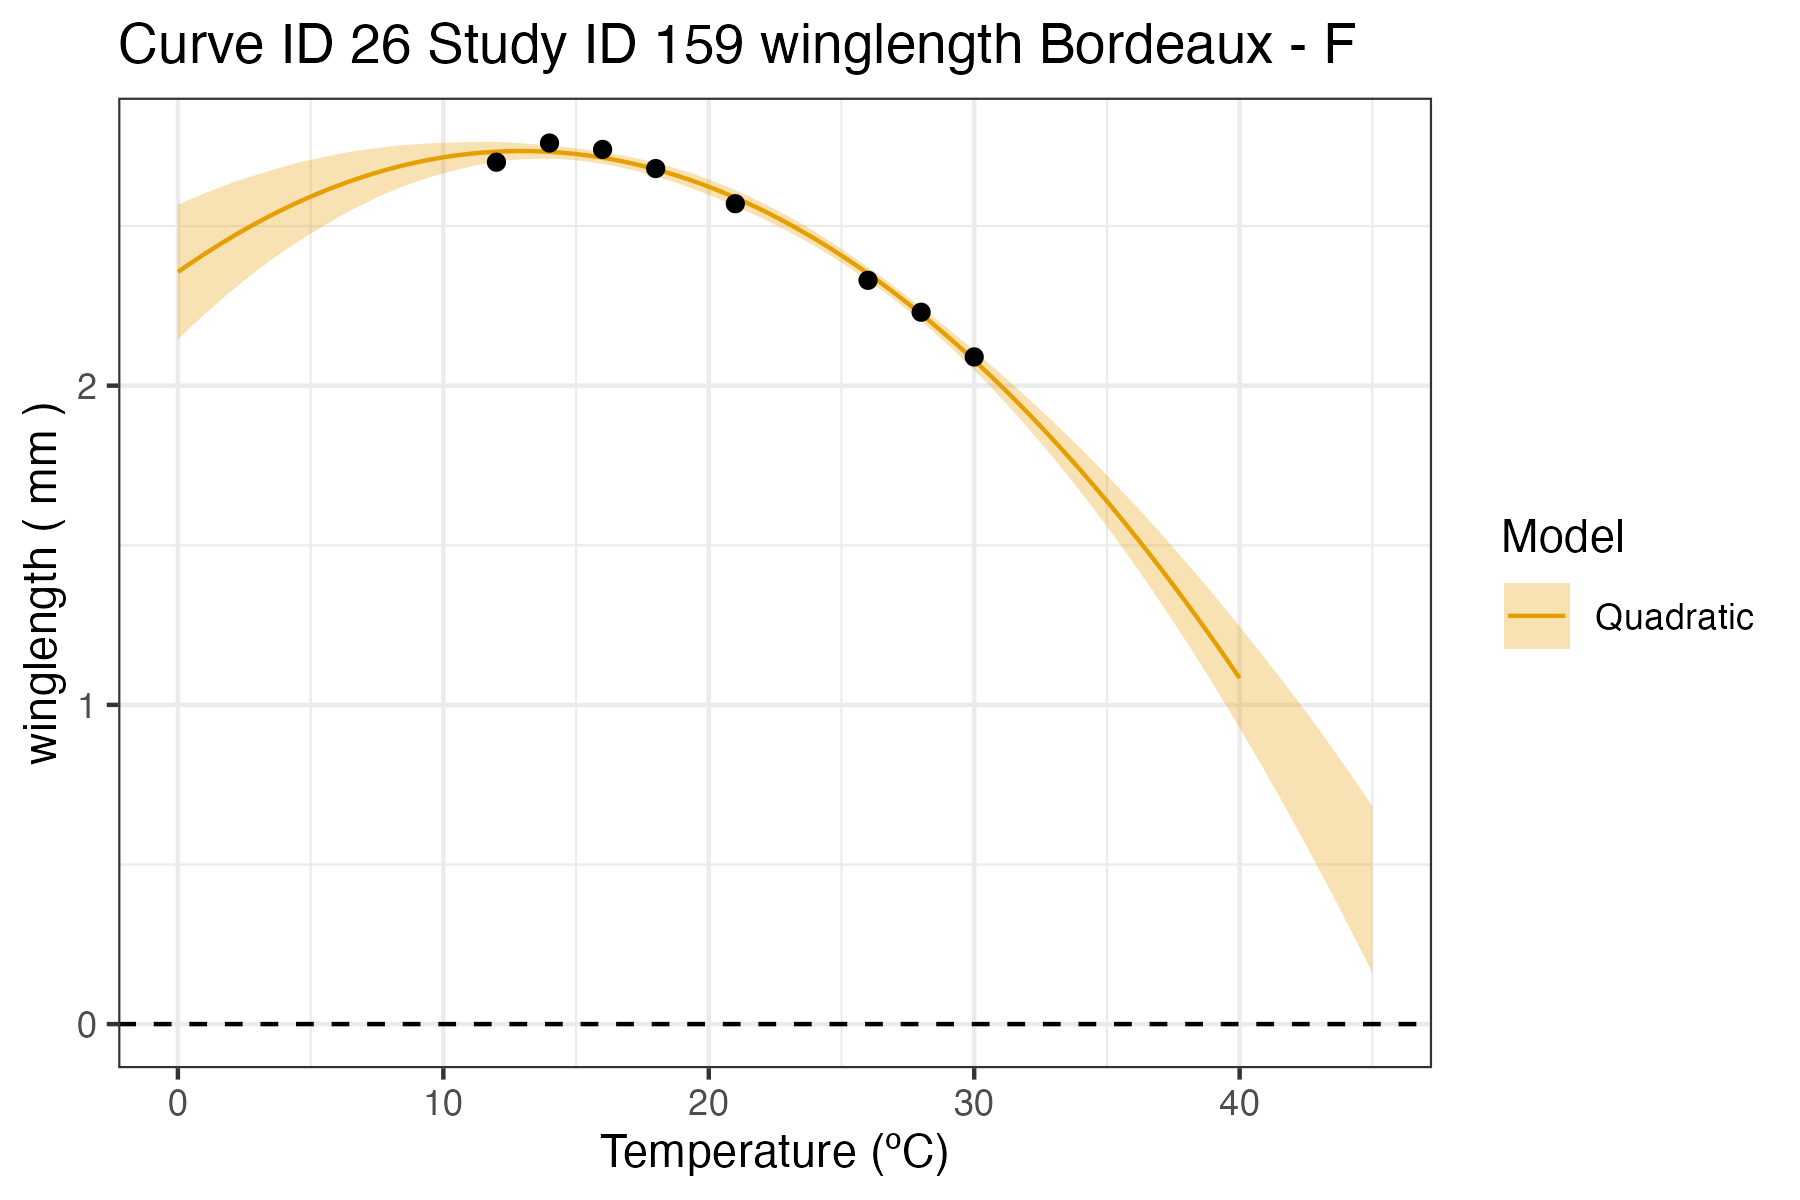 Curve ID 26 Study ID 159 winglength Bordeaux - F
winglength ( mm )
2
1
0
0 10 20 30 40
Temperature (ºC)
Model
Quadratic